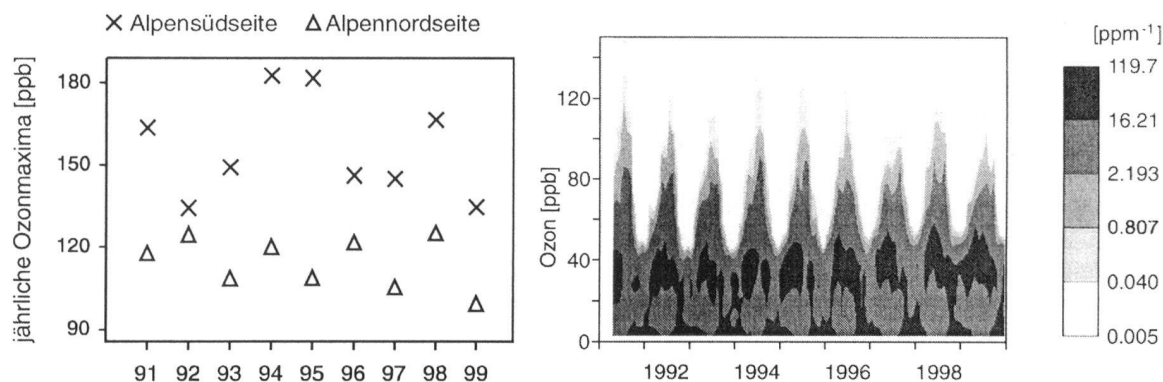 × Alpensüdseite △ Alpennordseite
jährliche Ozonmaxima [ppb]
180
150
120
90
91 92 93 94 95 96 97 98 99
Ozon [ppb]
120
80
40
0
1992 1994 1996 1998
[ppm⁻¹]
119.7
16.21
2.193
0.807
0.040
0.005